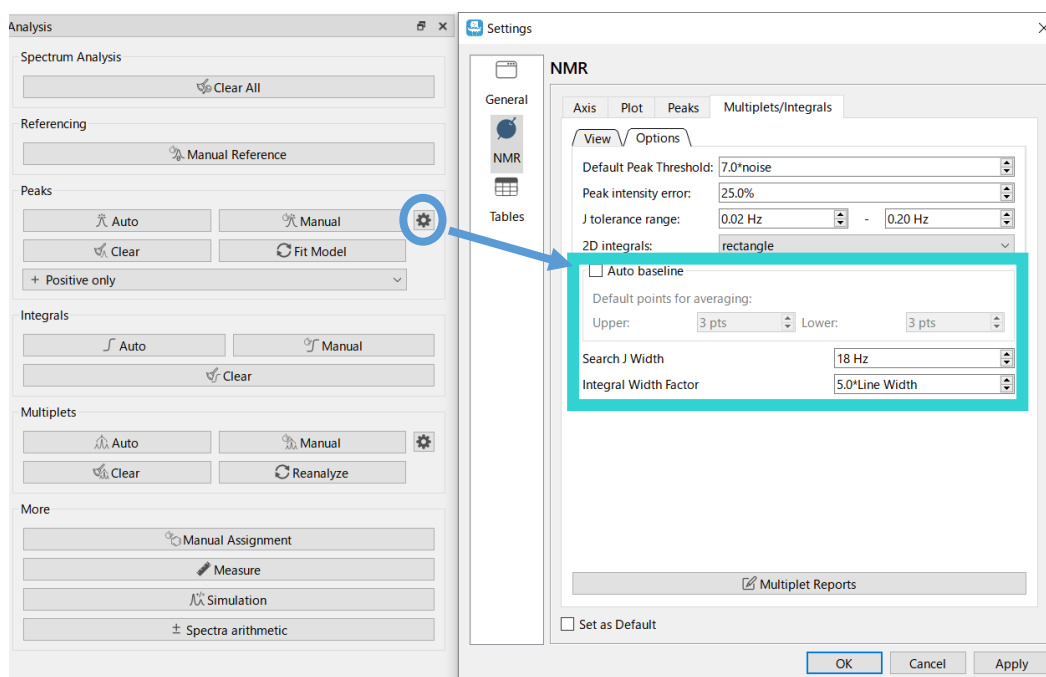 Analysis
Spectrum Analysis
Clear All
Referencing
Manual Reference
Peaks
Auto
Manual
Clear
Fit Model
+ Positive only
Integrals
Auto
Manual
Clear
Multiplets
Auto
Manual
Clear
Reanalyze
More
Manual Assignment
Measure
Simulation
± Spectra arithmetic
Settings
General
NMR
Tables
NMR
Axis Plot Peaks Multiplets/Integrals
View Options
Default Peak Threshold: 7.0*noise
Peak intensity error: 25.0%
J tolerance range: 0.02 Hz - 0.20 Hz
2D integrals: rectangle
Auto baseline
Default points for averaging:
Upper: 3 pts Lower: 3 pts
Search J Width 18 Hz
Integral Width Factor 5.0*Line Width
Multiplet Reports
Set as Default
OK Cancel Apply